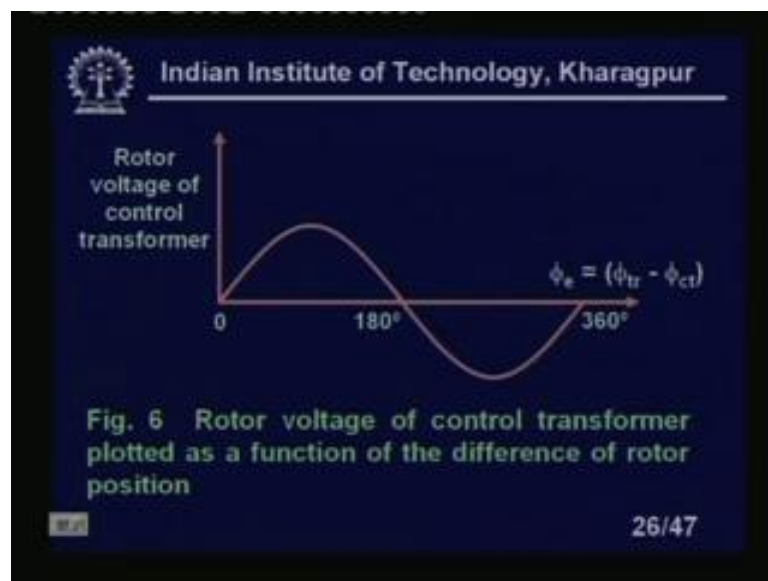 Indian Institute of Technology, Kharagpur
Rotor
voltage of
control
transformer
ϕe = (ϕtr - ϕct)
0
180°
360°
Fig. 6 Rotor voltage of control transformer
plotted as a function of the difference of rotor
position
26/47